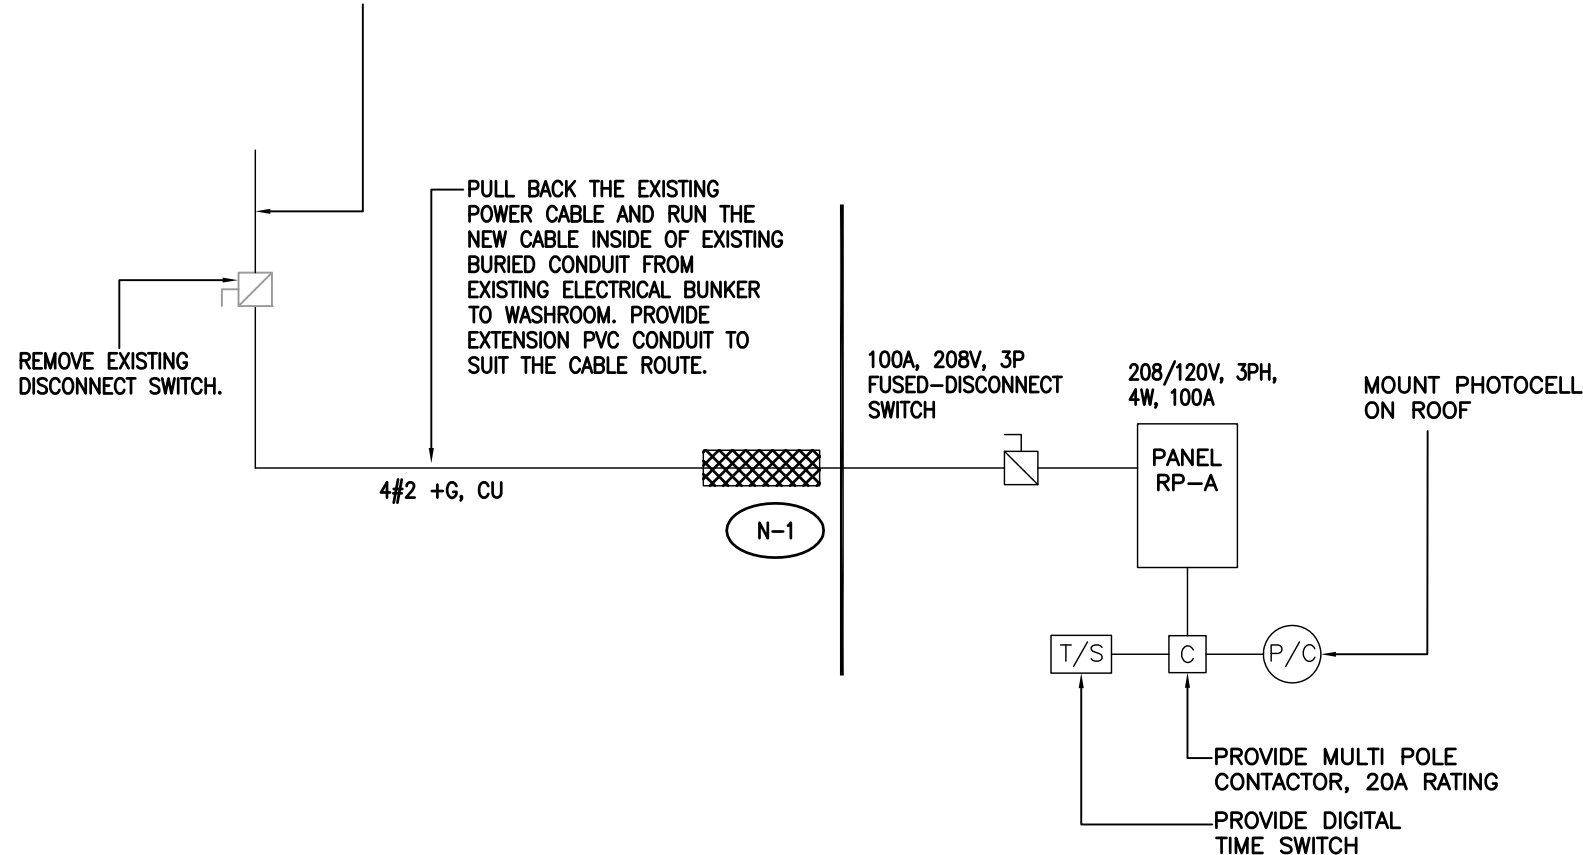 PULL BACK THE EXISTING
POWER CABLE AND RUN THE
NEW CABLE INSIDE OF EXISTING
BURIED CONDUIT FROM
EXISTING ELECTRICAL BUNKER
TO WASHROOM. PROVIDE
EXTENSION PVC CONDUIT TO
SUIT THE CABLE ROUTE.
REMOVE EXISTING
DISCONNECT SWITCH.
100A, 208V, 3P
FUSED-DISCONNECT
SWITCH
208/120V, 3PH,
4W, 100A
MOUNT PHOTOCELL
ON ROOF
PANEL
RP-A
4#2 +G, CU
N-1
T/S
C
P/C
PROVIDE MULTI POLE
CONTACTOR, 20A RATING
PROVIDE DIGITAL
TIME SWITCH